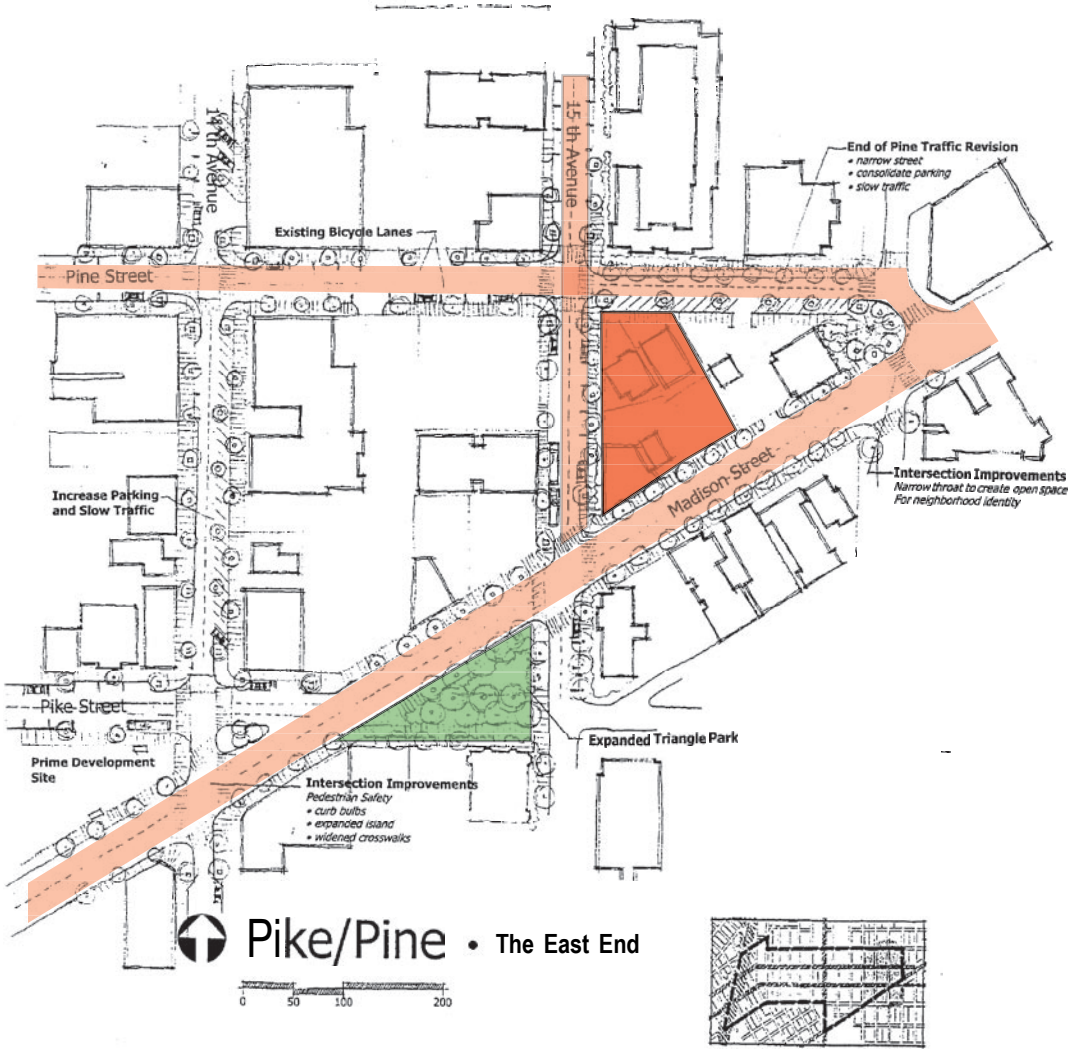 15 th Avenue
14 th Avenue
End of Pine Traffic Revision
• narrow street
• consolidate parking
• slow traffic
Existing Bicycle Lanes
Pine Street
Madison Street
Intersection Improvements
Narrow throat to create open space
For neighborhood identity
Increase Parking
and Slow Traffic
Pike Street
Expanded Triangle Park
Prime Development
Site
Intersection Improvements
Pedestrian Safety
• curb bulbs
• expanded island
• widened crosswalks
Pike/Pine • The East End
0 50 100 200